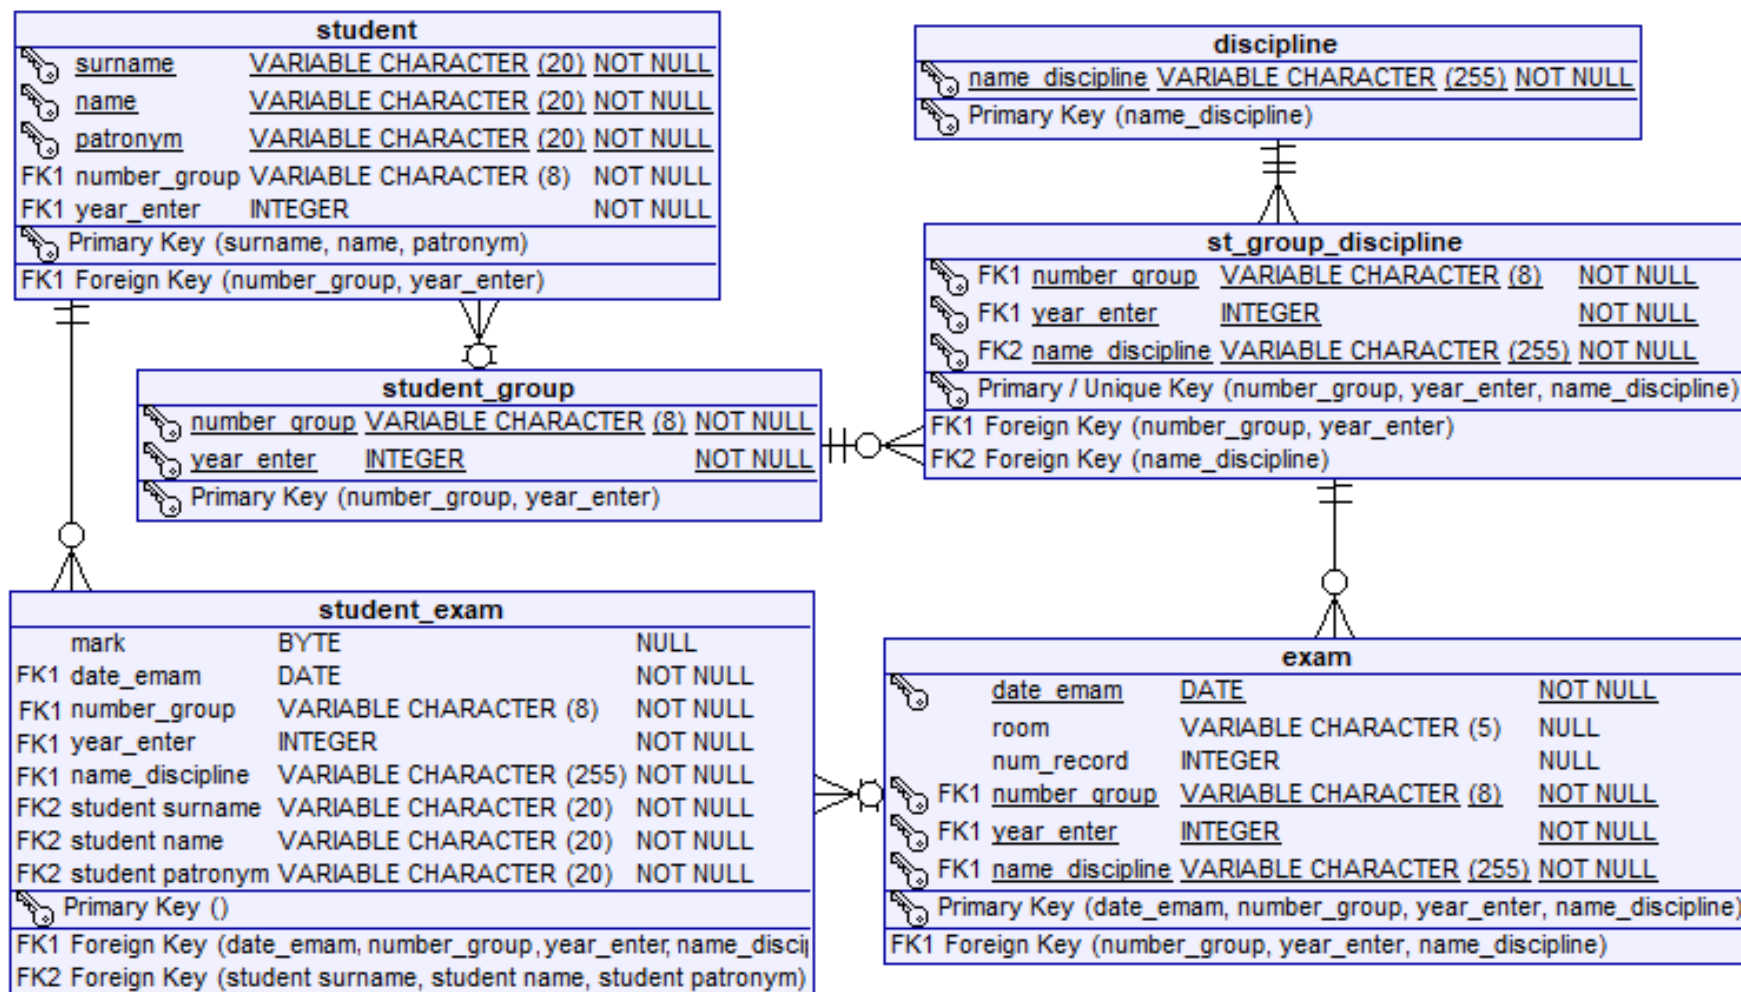 student
surname VARIABLE CHARACTER (20) NOT NULL
name VARIABLE CHARACTER (20) NOT NULL
patronym VARIABLE CHARACTER (20) NOT NULL
FK1 number_group VARIABLE CHARACTER (8) NOT NULL
FK1 year_enter INTEGER NOT NULL
Primary Key (surname, name, patronym)
FK1 Foreign Key (number_group, year_enter)
discipline
name_discipline VARIABLE CHARACTER (255) NOT NULL
Primary Key (name_discipline)
st_group_discipline
FK1 number_group VARIABLE CHARACTER (8) NOT NULL
FK1 year_enter INTEGER NOT NULL
FK2 name_discipline VARIABLE CHARACTER (255) NOT NULL
Primary / Unique Key (number_group, year_enter, name_discipline)
FK1 Foreign Key (number_group, year_enter)
FK2 Foreign Key (name_discipline)
student_group
number_group VARIABLE CHARACTER (8) NOT NULL
year_enter INTEGER NOT NULL
Primary Key (number_group, year_enter)
student_exam
mark BYTE NULL
FK1 date_emam DATE NOT NULL
FK1 number_group VARIABLE CHARACTER (8) NOT NULL
FK1 year_enter INTEGER NOT NULL
FK1 name_discipline VARIABLE CHARACTER (255) NOT NULL
FK2 student surname VARIABLE CHARACTER (20) NOT NULL
FK2 student name VARIABLE CHARACTER (20) NOT NULL
FK2 student patronym VARIABLE CHARACTER (20) NOT NULL
Primary Key ()
FK1 Foreign Key (date_emam, number_group, year_enter, name_discip
FK2 Foreign Key (student surname, student name, student patronym)
exam
date_emam DATE NOT NULL
room VARIABLE CHARACTER (5) NULL
num_record INTEGER NULL
FK1 number_group VARIABLE CHARACTER (8) NOT NULL
FK1 year_enter INTEGER NOT NULL
FK1 name_discipline VARIABLE CHARACTER (255) NOT NULL
Primary Key (date_emam, number_group, year_enter, name_discipline)
FK1 Foreign Key (number_group, year_enter, name_discipline)